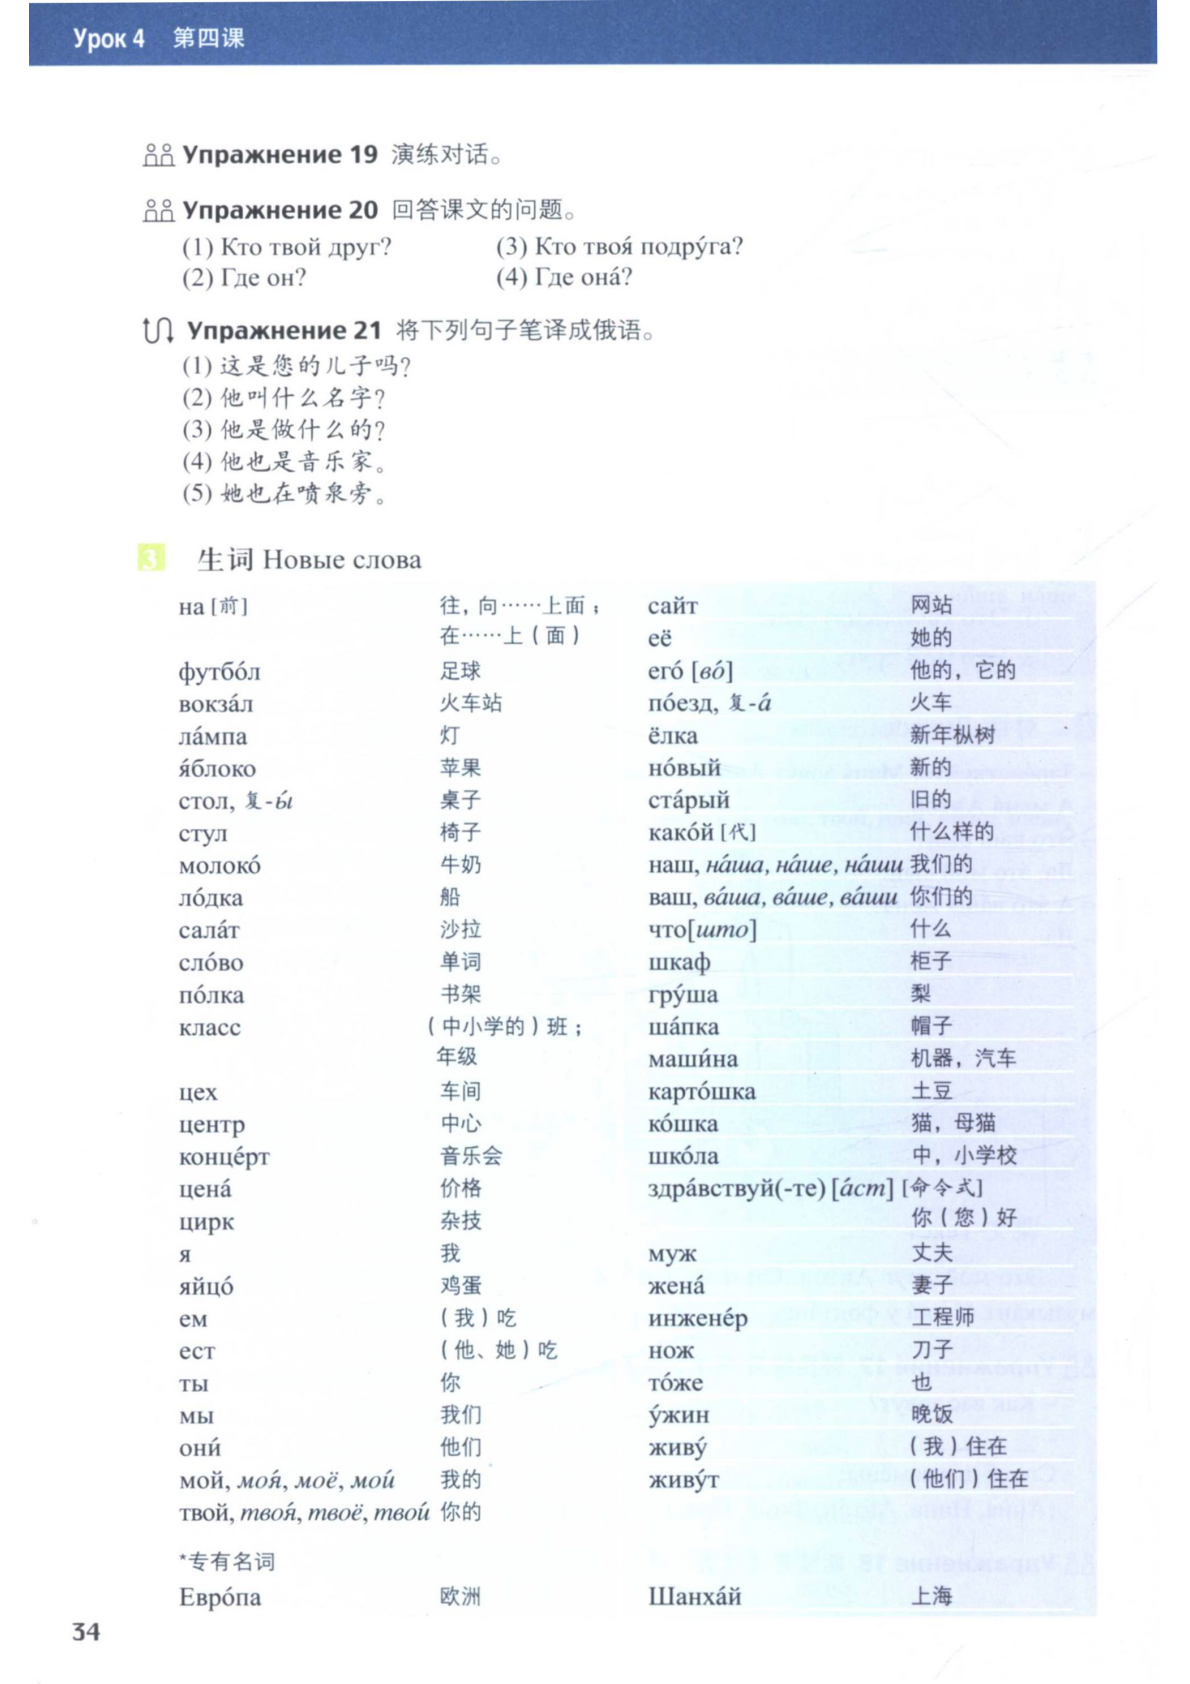 Урок 4 第四课
Упражнение 19 演练对话。
Упражнение 20 回答课文的问题。
(1) Кто твой друг? (3) Кто твоя́ подру́га?
(2) Где он? (4) Где она́?
Упражнение 21 将下列句子笔译成俄语。
(1) 这是您的儿子吗?
(2) 他叫什么名字?
(3) 他是做什么的?
(4) 他也是音乐家。
(5) 她也在喷泉旁。
3 生词 Новые слова
на [前] 往，向……上面；
在……上（面）
футбо́л 足球
вокза́л 火车站
ла́мпа 灯
я́блоко 苹果
стол, 复-ы́ 桌子
стул 椅子
молоко́ 牛奶
ло́дка 船
сала́т 沙拉
сло́во 单词
по́лка 书架
класс （中小学的）班；
年级
цех 车间
центр 中心
конце́рт 音乐会
цена́ 价格
цирк 杂技
я 我
яйцо́ 鸡蛋
ем （我）吃
ест （他、她）吃
ты 你
мы 我们
они́ 他们
мой, моя́, моё, мои́ 我的
твой, твоя́, твоё, твои́ 你的
сайт 网站
её 她的
его́ [во́] 他的，它的
по́езд, 复-а́ 火车
ёлка 新年枞树
но́вый 新的
ста́рый 旧的
како́й [代] 什么样的
наш, на́ша, на́ше, на́ши 我们的
ваш, ва́ша, ва́ше, ва́ши 你们的
что[што] 什么
шкаф 柜子
гру́ша 梨
ша́пка 帽子
маши́на 机器，汽车
карто́шка 土豆
ко́шка 猫，母猫
шко́ла 中，小学校
здра́вствуй(-те) [а́ст] [命令式]
你（您）好
муж 丈夫
жена́ 妻子
инжене́р 工程师
нож 刀子
то́же 也
у́жин 晚饭
живу́ （我）住在
живу́т （他们）住在
*专有名词
Евро́па 欧洲 Шанха́й 上海
34